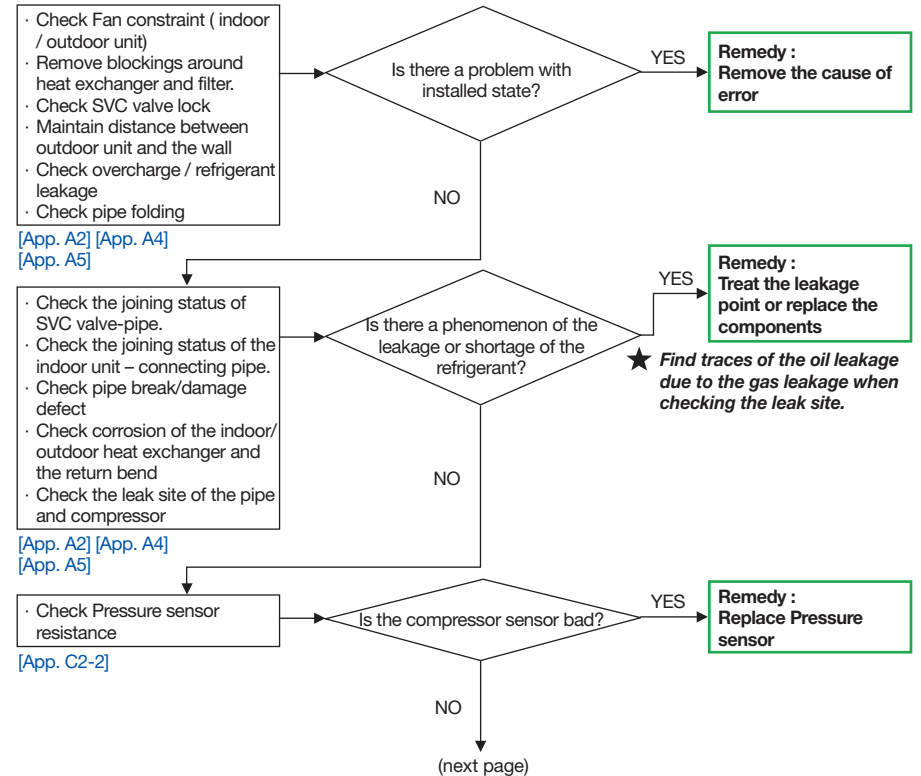 · Check Fan constraint ( indoor
/ outdoor unit)
· Remove blockings around
heat exchanger and filter.
· Check SVC valve lock
· Maintain distance between
outdoor unit and the wall
· Check overcharge / refrigerant
leakage
· Check pipe folding
[App. A2] [App. A4]
[App. A5]
Is there a problem with
installed state?
YES
Remedy :
Remove the cause of
error
NO
· Check the joining status of
SVC valve-pipe.
· Check the joining status of the
indoor unit – connecting pipe.
· Check pipe break/damage
defect
· Check corrosion of the indoor/
outdoor heat exchanger and
the return bend
· Check the leak site of the pipe
and compressor
[App. A2] [App. A4]
[App. A5]
Is there a phenomenon of the
leakage or shortage of the
refrigerant?
YES
Remedy :
Treat the leakage
point or replace the
components
★ Find traces of the oil leakage
due to the gas leakage when
checking the leak site.
NO
· Check Pressure sensor
resistance
[App. C2-2]
Is the compressor sensor bad?
YES
Remedy :
Replace Pressure
sensor
NO
(next page)